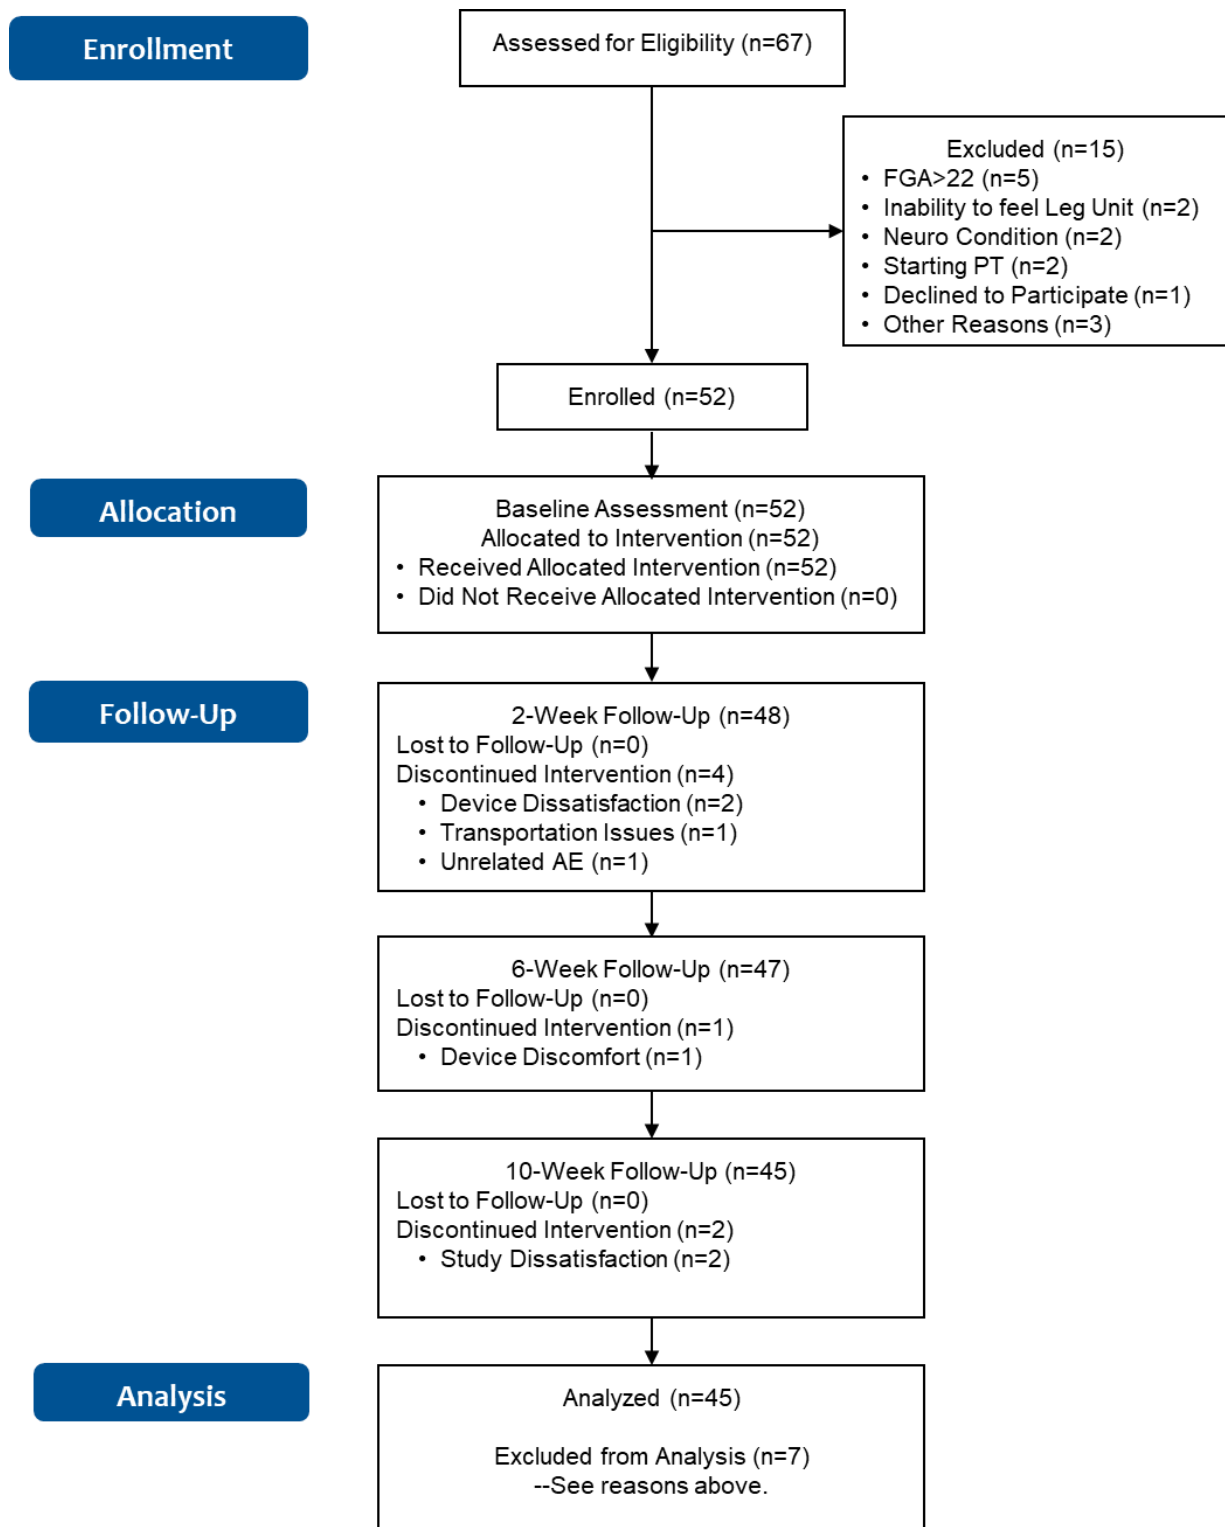 Enrollment
Assessed for Eligibility (n=67)
Excluded (n=15)
• FGA>22 (n=5)
• Inability to feel Leg Unit (n=2)
• Neuro Condition (n=2)
• Starting PT (n=2)
• Declined to Participate (n=1)
• Other Reasons (n=3)
Enrolled (n=52)
Allocation
Baseline Assessment (n=52)
Allocated to Intervention (n=52)
• Received Allocated Intervention (n=52)
• Did Not Receive Allocated Intervention (n=0)
Follow-Up
2-Week Follow-Up (n=48)
Lost to Follow-Up (n=0)
Discontinued Intervention (n=4)
• Device Dissatisfaction (n=2)
• Transportation Issues (n=1)
• Unrelated AE (n=1)
6-Week Follow-Up (n=47)
Lost to Follow-Up (n=0)
Discontinued Intervention (n=1)
• Device Discomfort (n=1)
10-Week Follow-Up (n=45)
Lost to Follow-Up (n=0)
Discontinued Intervention (n=2)
• Study Dissatisfaction (n=2)
Analysis
Analyzed (n=45)
Excluded from Analysis (n=7)
--See reasons above.